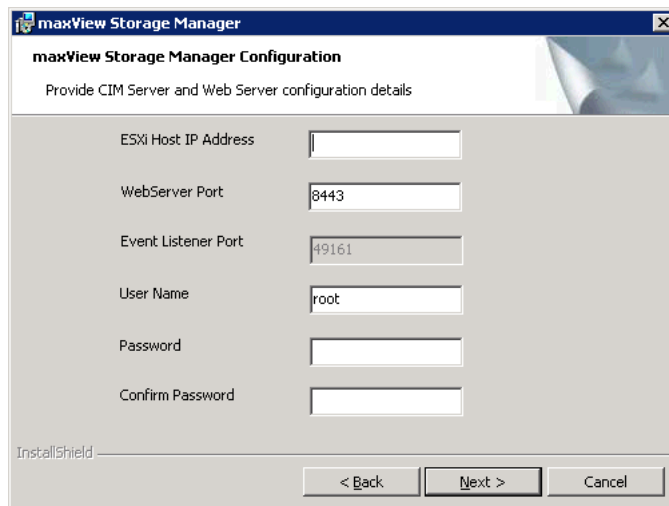 maxView Storage Manager
maxView Storage Manager Configuration
Provide CIM Server and Web Server configuration details
ESXi Host IP Address
WebServer Port 8443
Event Listener Port 49161
User Name root
Password
Confirm Password
InstallShield
< Back Next > Cancel